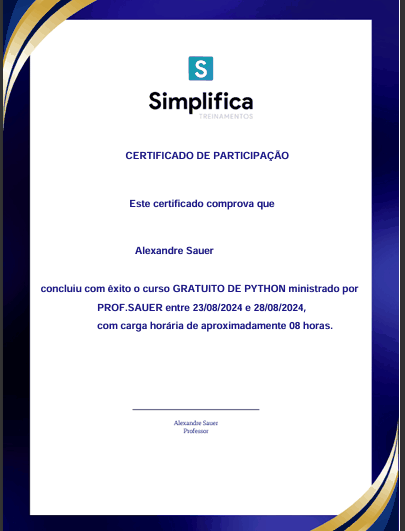 S
Simplifica
TREINAMENTOS
CERTIFICADO DE PARTICIPAÇÃO
Este certificado comprova que
Alexandre Sauer
concluiu com êxito o curso GRATUITO DE PYTHON ministrado por
PROF.SAUER entre 23/08/2024 e 28/08/2024,
com carga horária de aproximadamente 08 horas.
Alexandre Sauer
Professor